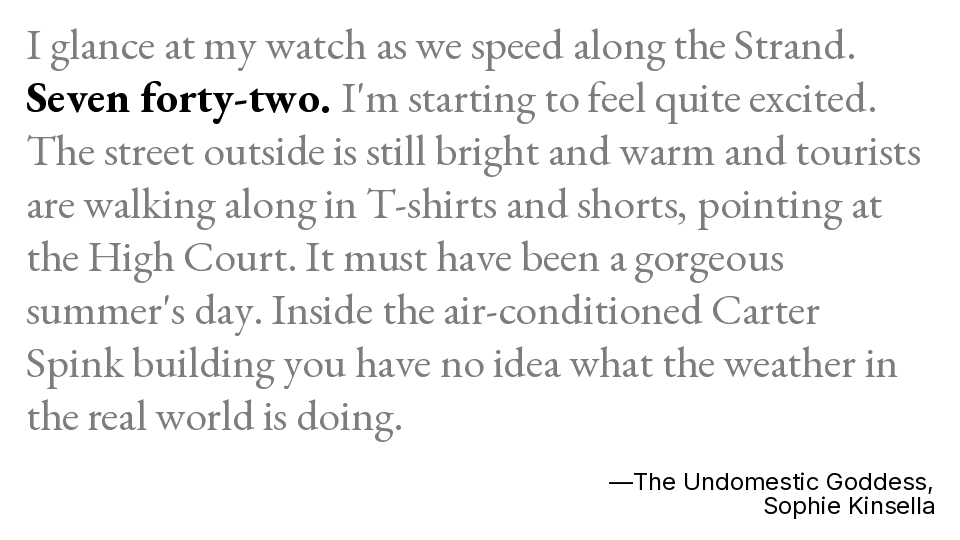 I glance at my watch as we speed along the Strand.
Seven forty-two. I'm starting to feel quite excited.
The street outside is still bright and warm and tourists
are walking along in T-shirts and shorts, pointing at
the High Court. It must have been a gorgeous
summer's day. Inside the air-conditioned Carter
Spink building you have no idea what the weather in
the real world is doing.
—The Undomestic Goddess,
Sophie Kinsella